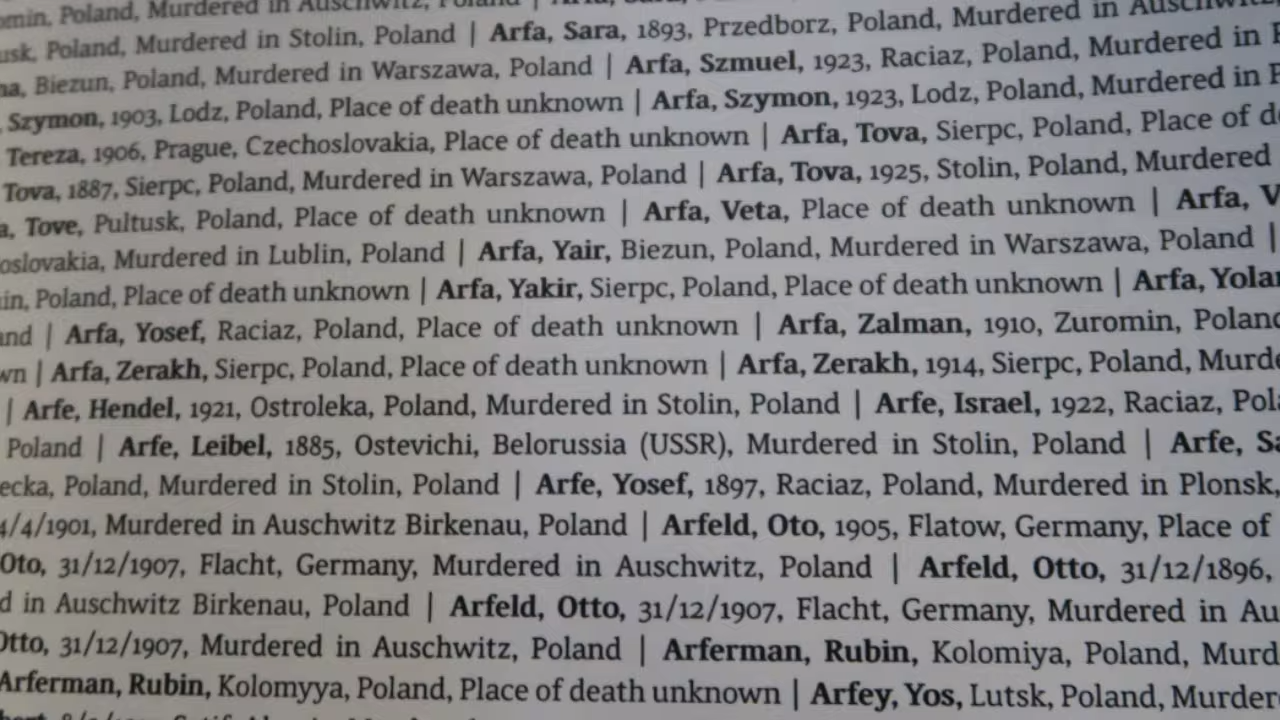 Poland, Murdered in Auschwitz, Poland |
Poland, Murdered in Stolin, Poland | Arfa, Sara, 1893, Przedborz, Poland, Murdered in
Biezun, Poland, Murdered in Warszawa, Poland | Arfa, Szmuel, 1923, Raciaz, Poland, Murdered in
Szymon, 1903, Lodz, Poland, Place of death unknown | Arfa, Szymon, 1923, Lodz, Poland, Murdered in
Tereza, 1906, Prague, Czechoslovakia, Place of death unknown | Arfa, Tova, Sierpc, Poland, Place of
Tova, 1887, Sierpc, Poland, Murdered in Warszawa, Poland | Arfa, Tova, 1925, Stolin, Poland, Murdered
Tove, Pultusk, Poland, Place of death unknown | Arfa, Veta, Place of death unknown | Arfa, V
oslovakia, Murdered in Lublin, Poland | Arfa, Yair, Biezun, Poland, Murdered in Warszawa, Poland |
in, Poland, Place of death unknown | Arfa, Yakir, Sierpc, Poland, Place of death unknown | Arfa, Yolan
nd | Arfa, Yosef, Raciaz, Poland, Place of death unknown | Arfa, Zalman, 1910, Zuromin, Poland
wn | Arfa, Zerakh, Sierpc, Poland, Place of death unknown | Arfa, Zerakh, 1914, Sierpc, Poland, Murde
| Arfe, Hendel, 1921, Ostroleka, Poland, Murdered in Stolin, Poland | Arfe, Israel, 1922, Raciaz, Pola
Poland | Arfe, Leibel, 1885, Ostevichi, Belorussia (USSR), Murdered in Stolin, Poland | Arfe, Sa
ecka, Poland, Murdered in Stolin, Poland | Arfe, Yosef, 1897, Raciaz, Poland, Murdered in Plonsk,
4/4/1901, Murdered in Auschwitz Birkenau, Poland | Arfeld, Oto, 1905, Flatow, Germany, Place of
Oto, 31/12/1907, Flacht, Germany, Murdered in Auschwitz, Poland | Arfeld, Otto, 31/12/1896,
d in Auschwitz Birkenau, Poland | Arfeld, Otto, 31/12/1907, Flacht, Germany, Murdered in Au
Otto, 31/12/1907, Murdered in Auschwitz, Poland | Arferman, Rubin, Kolomiya, Poland, Murd
Arferman, Rubin, Kolomyya, Poland, Place of death unknown | Arfey, Yos, Lutsk, Poland, Murder